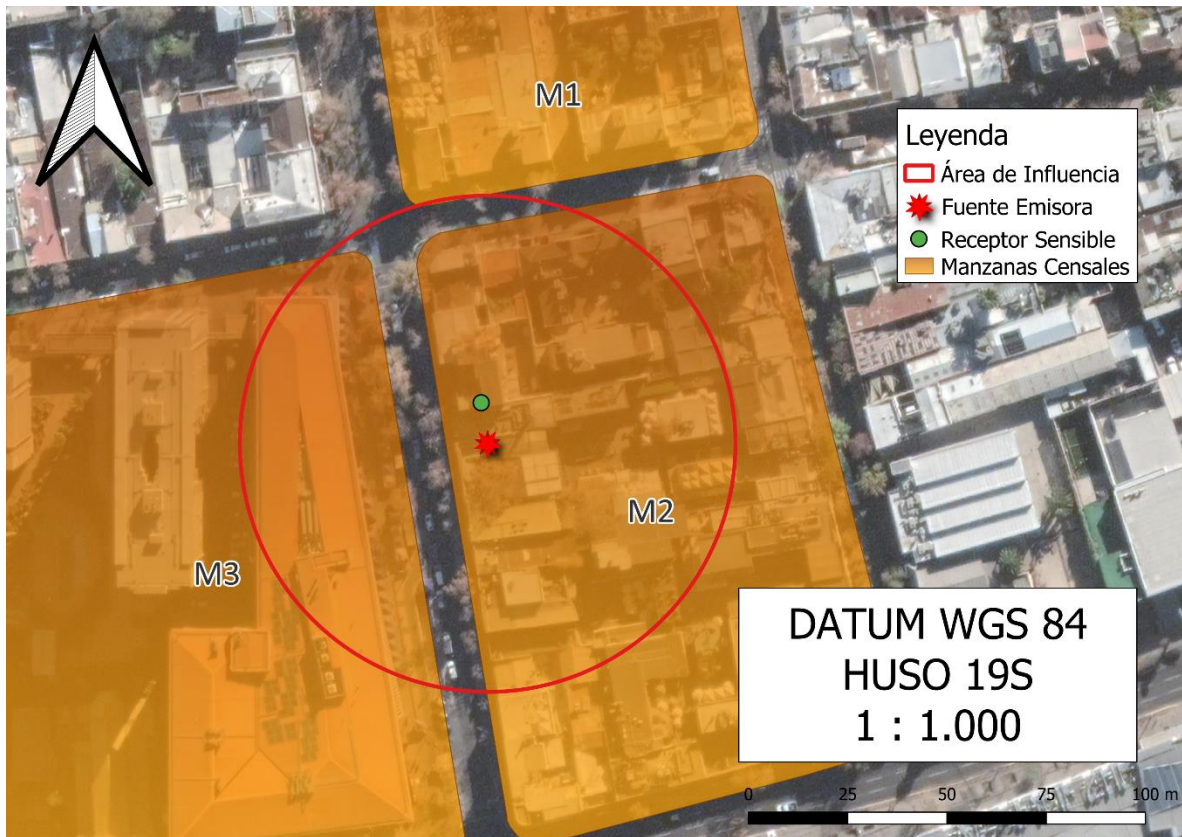 M1
Leyenda
Área de Influencia
Fuente Emisora
Receptor Sensible
Manzanas Censales
M2
M3
DATUM WGS 84
HUSO 19S
1 : 1.000
0 25 50 75 100 m